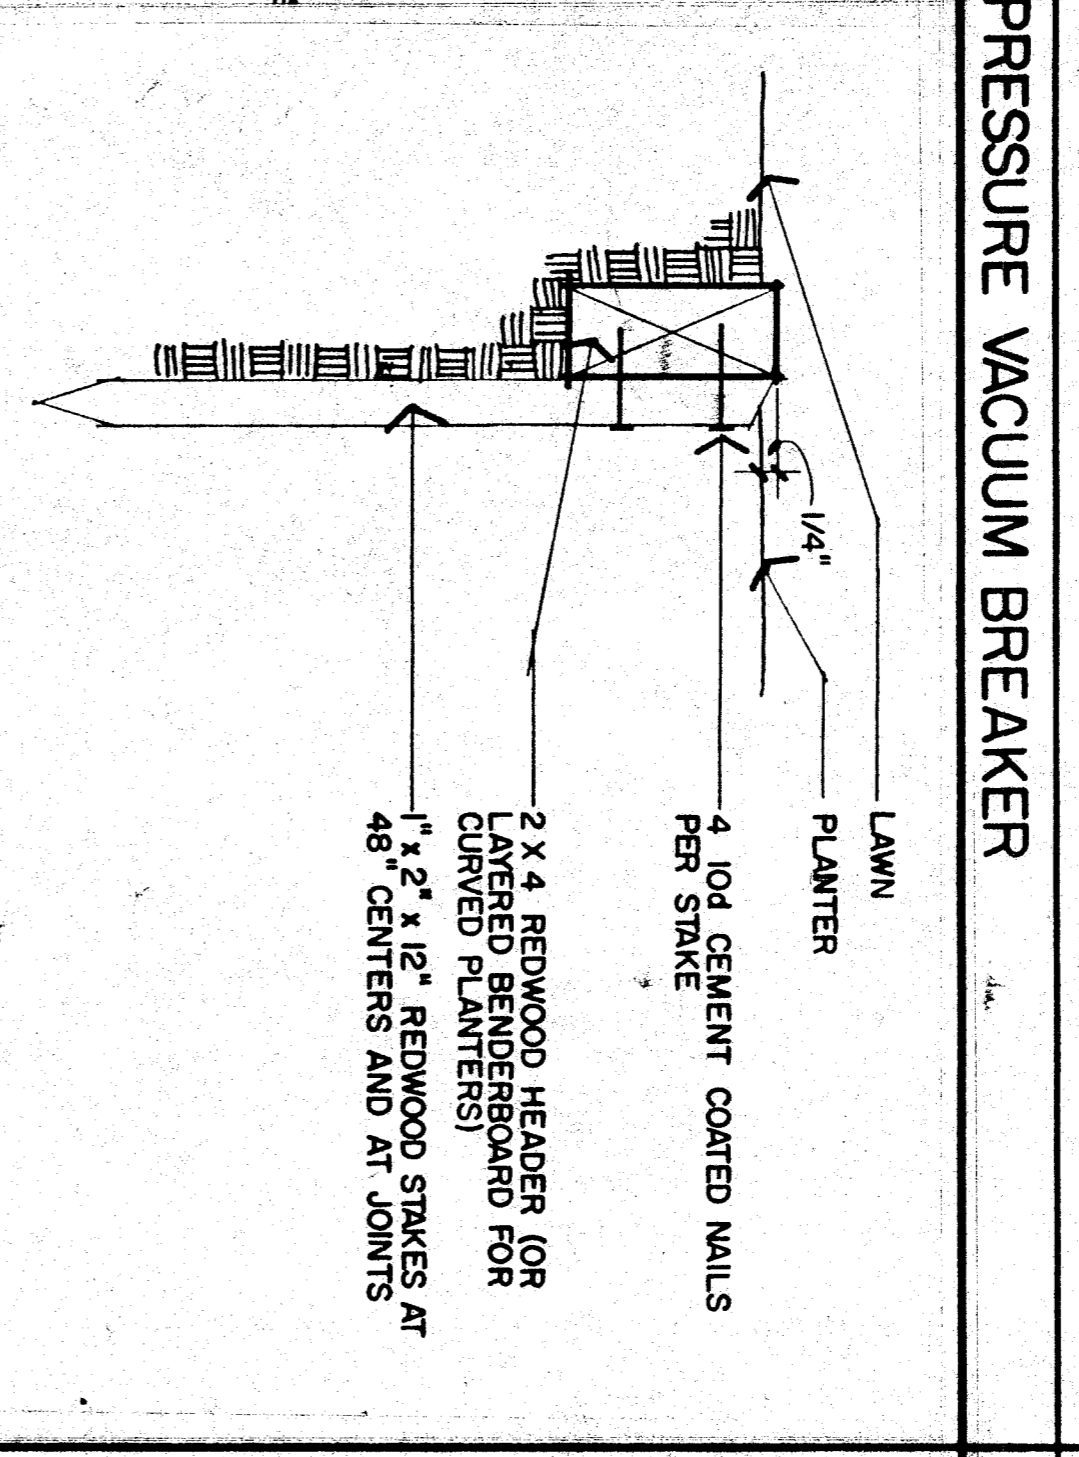 PRESSURE VACUUM BREAKER
LAWN
PLANTER
1/4"
4 10d CEMENT COATED NAILS
PER STAKE
2 X 4 REDWOOD HEADER (OR
LAYERED BENDERBOARD FOR
CURVED PLANTERS)
1" x 2" x 12" REDWOOD STAKES AT
48" CENTERS AND AT JOINTS